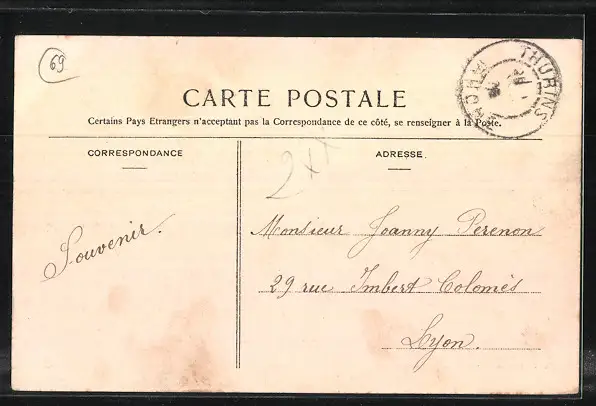 69
CARTE POSTALE
Certains Pays Etrangers n'acceptant pas la Correspondance de ce côté, se renseigner à la Poste.
THURINS
RHONE
CORRESPONDANCE
ADRESSE.
Souvenir.
Monsieur Joanny Perenon
29 rue Imbert Colomès
Lyon.